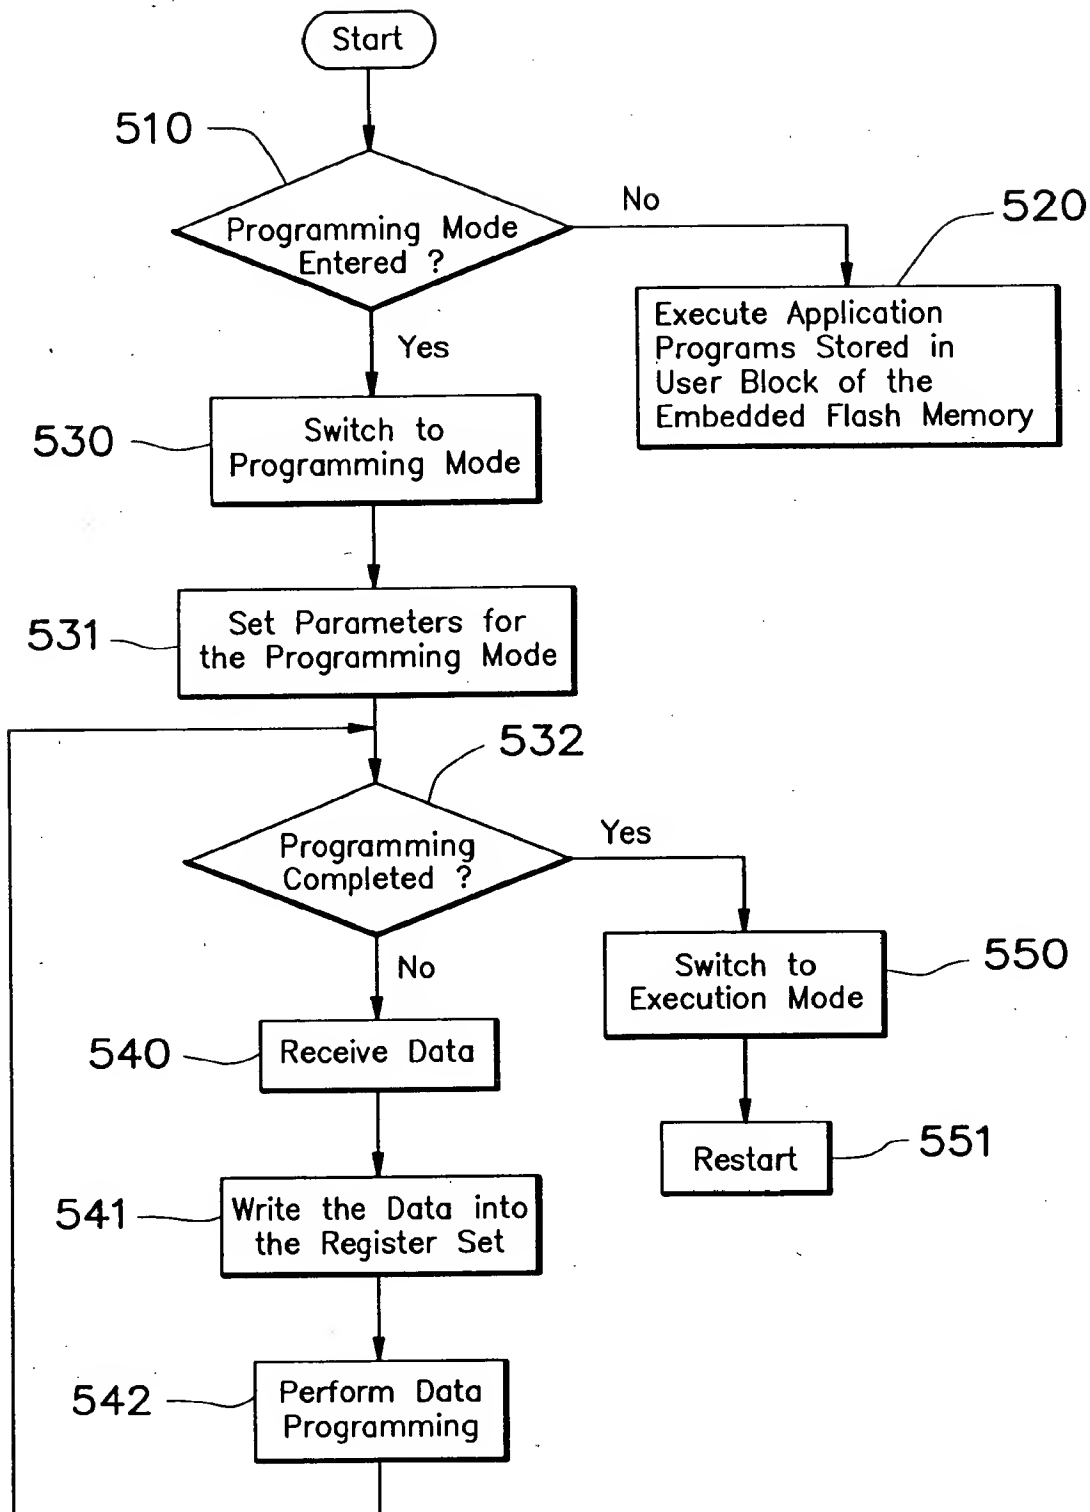 Start
510
Programming Mode
Entered ?
No
520
Execute Application
Programs Stored in
User Block of the
Embedded Flash Memory
Yes
530
Switch to
Programming Mode
531
Set Parameters for
the Programming Mode
532
Programming
Completed ?
Yes
550
Switch to
Execution Mode
No
540
Receive Data
551
Restart
541
Write the Data into
the Register Set
542
Perform Data
Programming